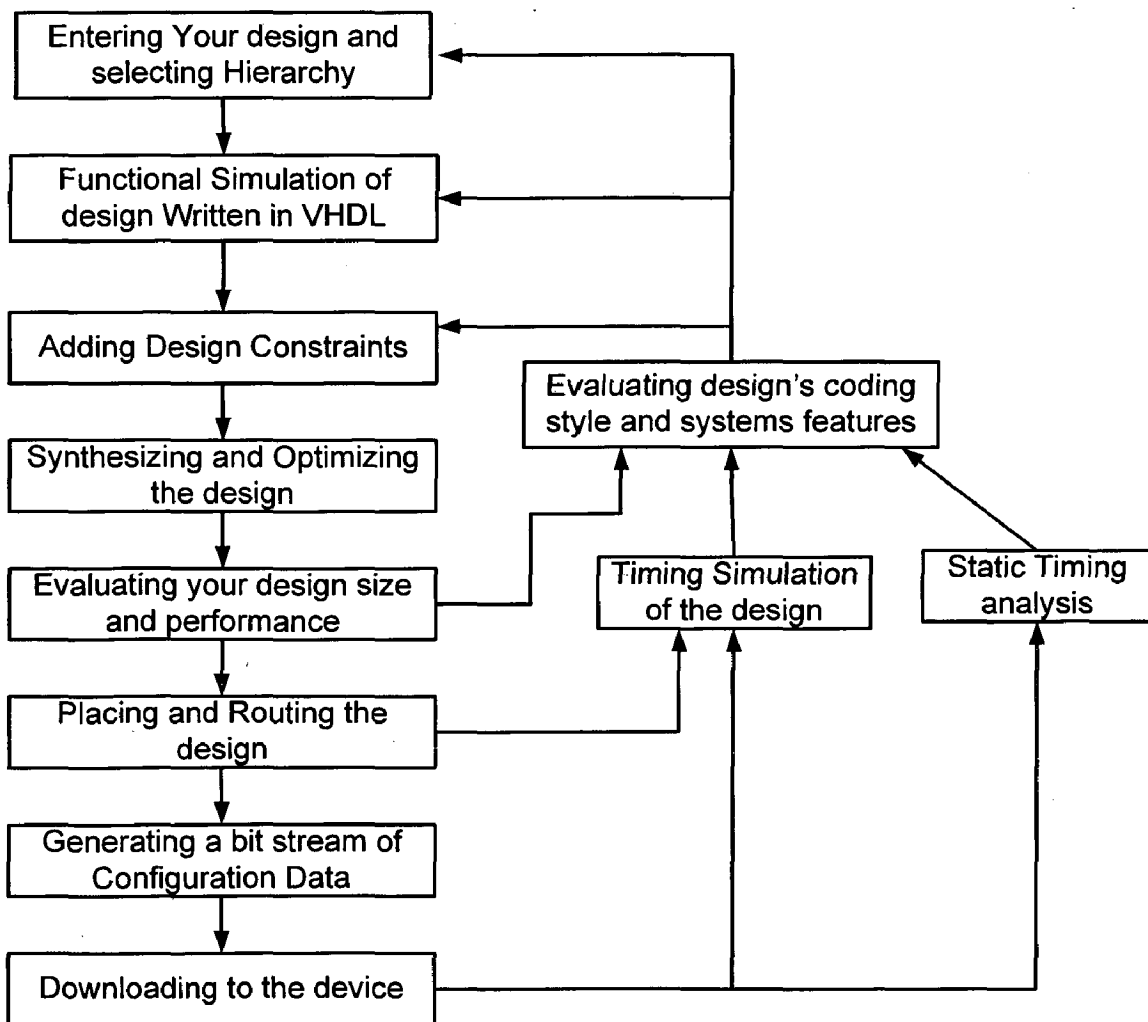 Entering Your design and
selecting Hierarchy
Functional Simulation of
design Written in VHDL
Adding Design Constraints
Evaluating design's coding
style and systems features
Synthesizing and Optimizing
the design
Evaluating your design size
and performance
Timing Simulation
of the design
Static Timing
analysis
Placing and Routing the
design
Generating a bit stream of
Configuration Data
Downloading to the device